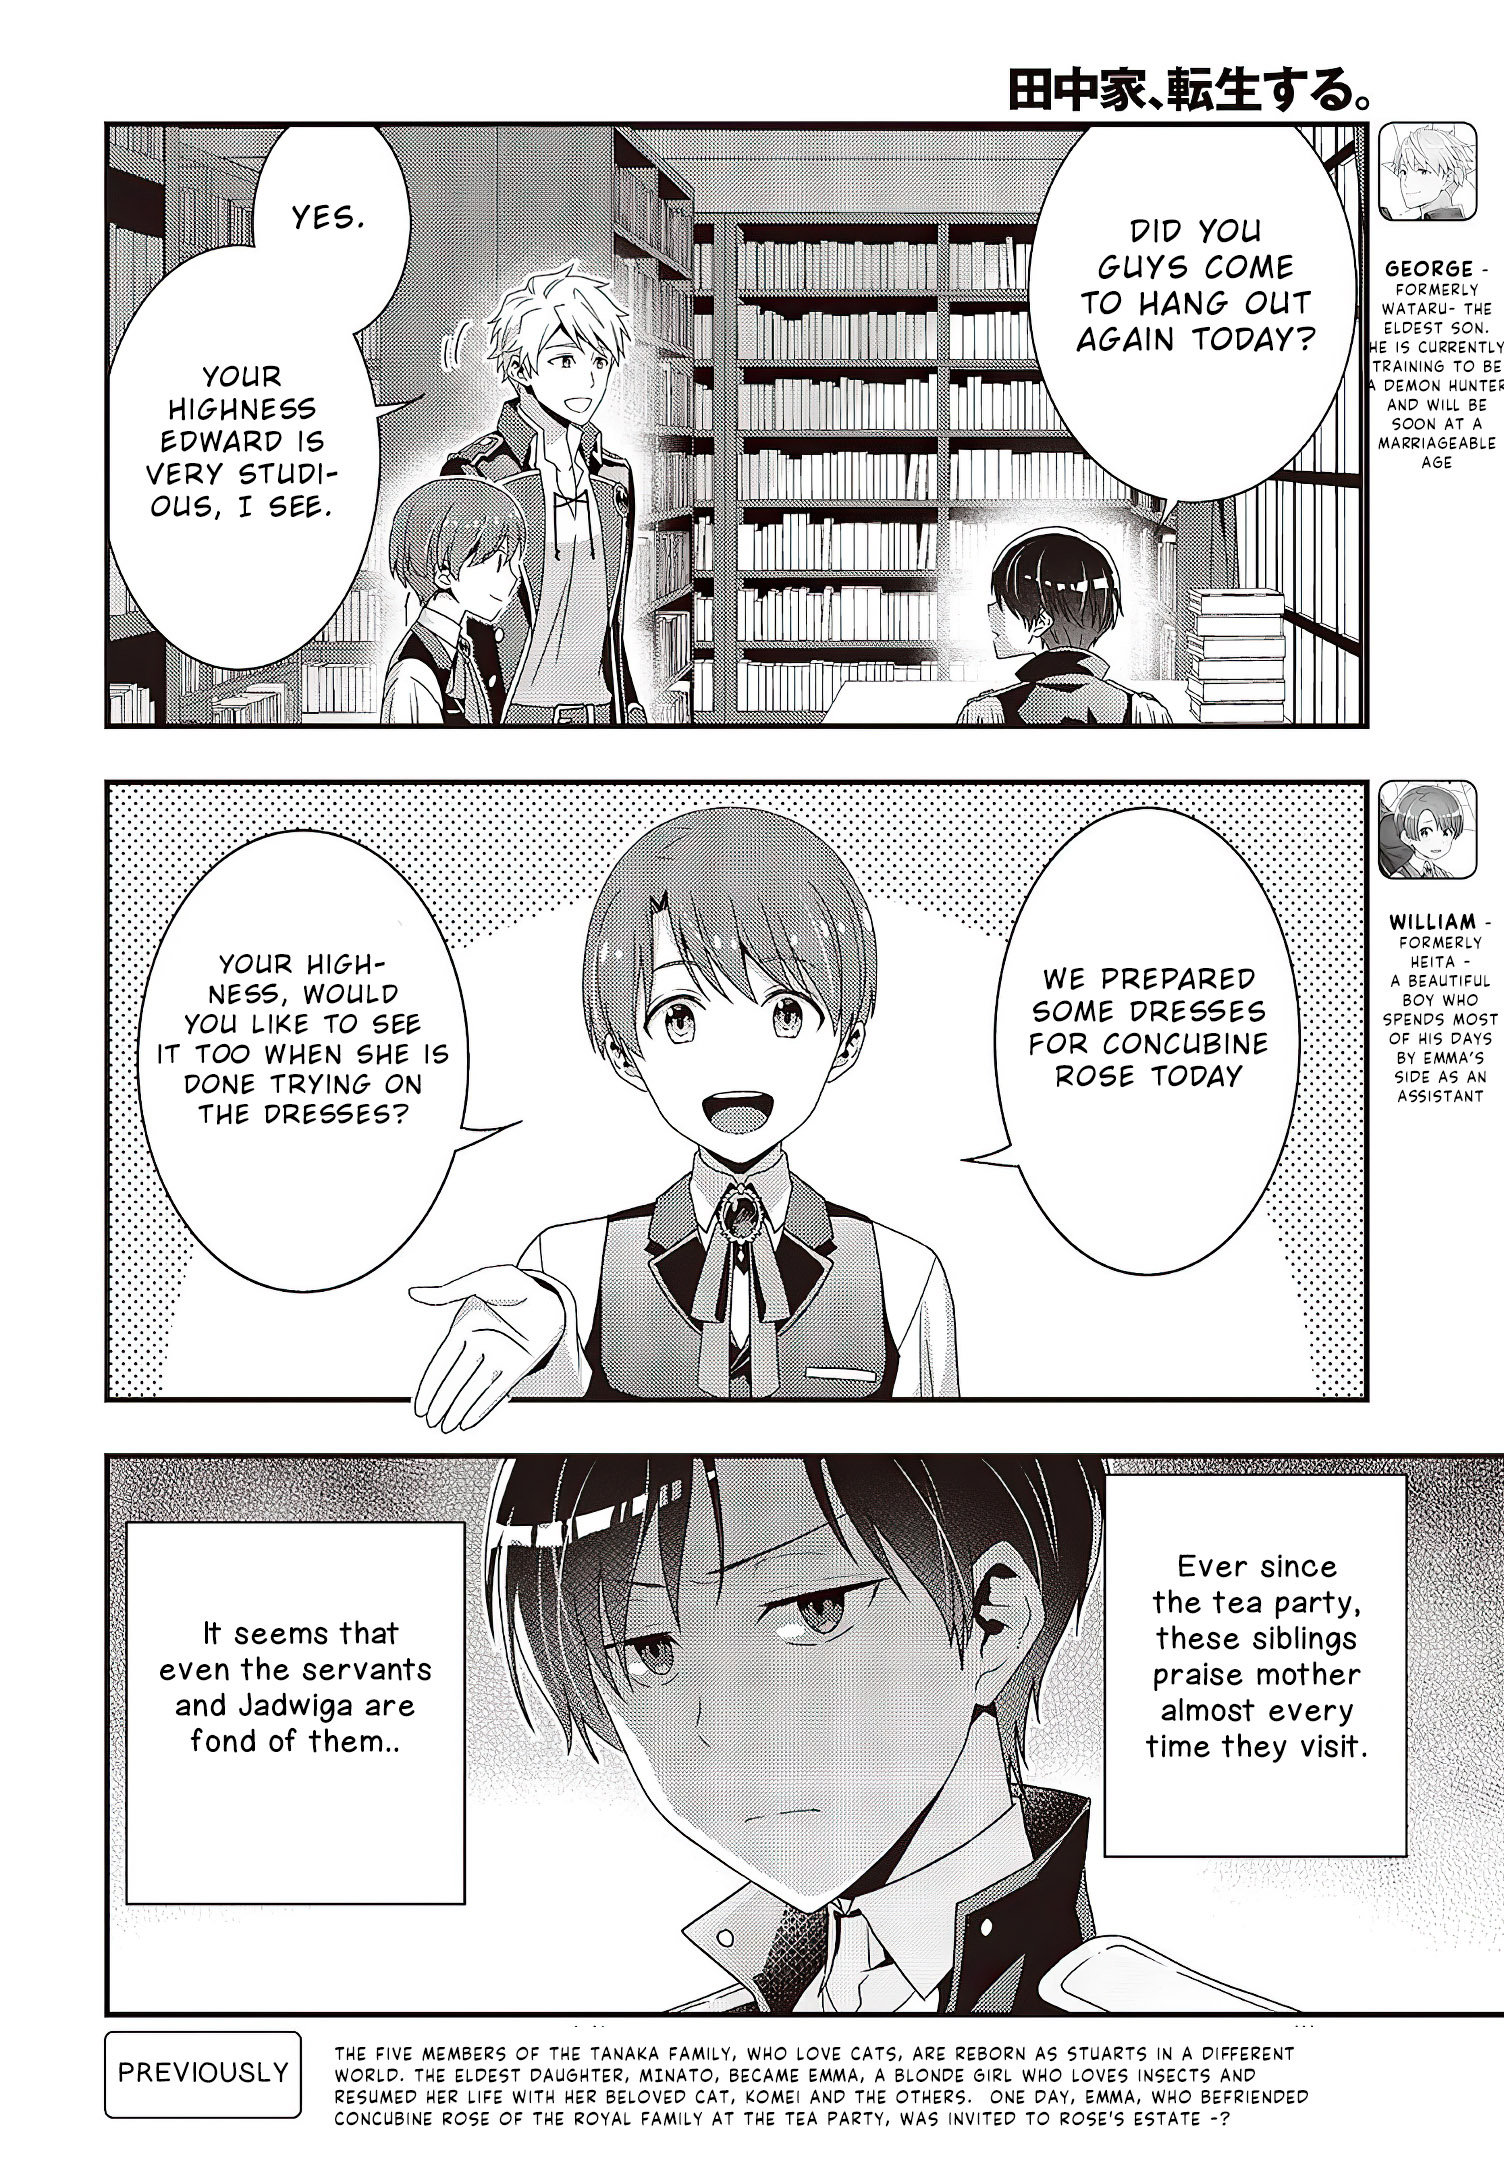 田中家、転生する。
DID YOU
GUYS COME
TO HANG OUT
AGAIN TODAY?
YES.
YOUR
HIGHNESS
EDWARD IS
VERY STUDI-
OUS, I SEE.
GEORGE -
FORMERLY
WATARU- THE
ELDEST SON.
HE IS CURRENTLY
TRAINING TO BE
A DEMON HUNTER
AND WILL BE
SOON AT A
MARRIAGEABLE
AGE
WE PREPARED
SOME DRESSES
FOR CONCUBINE
ROSE TODAY
YOUR HIGH-
NESS, WOULD
YOU LIKE TO SEE
IT TOO WHEN SHE IS
DONE TRYING ON
THE DRESSES?
WILLIAM -
FORMERLY
HEITA -
A BEAUTIFUL
BOY WHO
SPENDS MOST
OF HIS DAYS
BY EMMA'S
SIDE AS AN
ASSISTANT
Ever since
the tea party,
these siblings
praise mother
almost every
time they visit.
It seems that
even the servants
and Jadwiga are
fond of them..
PREVIOUSLY
THE FIVE MEMBERS OF THE TANAKA FAMILY, WHO LOVE CATS, ARE REBORN AS STUARTS IN A DIFFERENT
WORLD. THE ELDEST DAUGHTER, MINATO, BECAME EMMA, A BLONDE GIRL WHO LOVES INSECTS AND
RESUMED HER LIFE WITH HER BELOVED CAT, KOMEI AND THE OTHERS. ONE DAY, EMMA, WHO BEFRIENDED
CONCUBINE ROSE OF THE ROYAL FAMILY AT THE TEA PARTY, WAS INVITED TO ROSE'S ESTATE -?